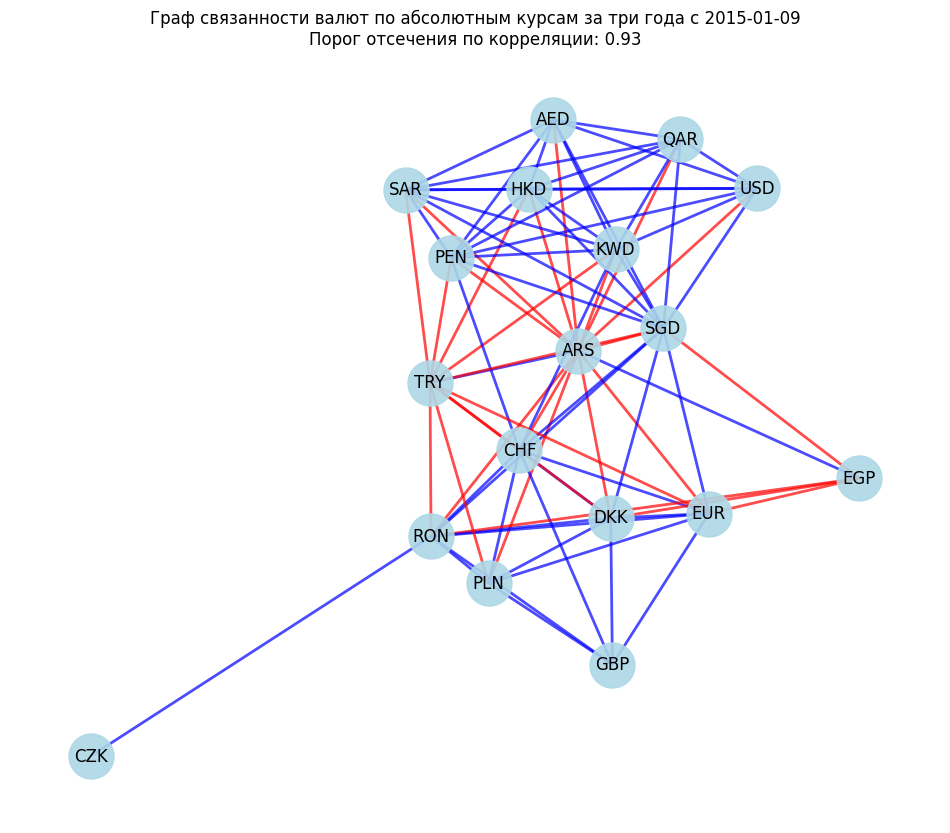 Граф связанности валют по абсолютным курсам за три года с 2015-01-09
Порог отсечения по корреляции: 0.93
AED
QAR
SAR
HKD
USD
PEN
KWD
SGD
ARS
TRY
CHF
EGP
DKK
EUR
RON
PLN
GBP
CZK